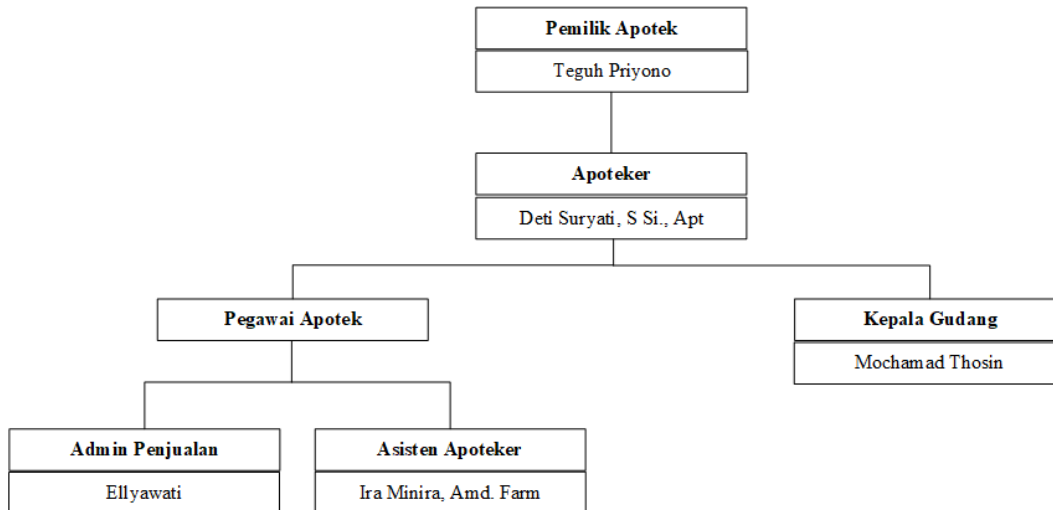 Pemilik Apotek
Teguh Priyono
Apoteker
Deti Suryati, S Si., Apt
Pegawai Apotek
Kepala Gudang
Mochamad Thosin
Admin Penjualan
Asisten Apoteker
Ellyawati
Ira Minira, Amd. Farm